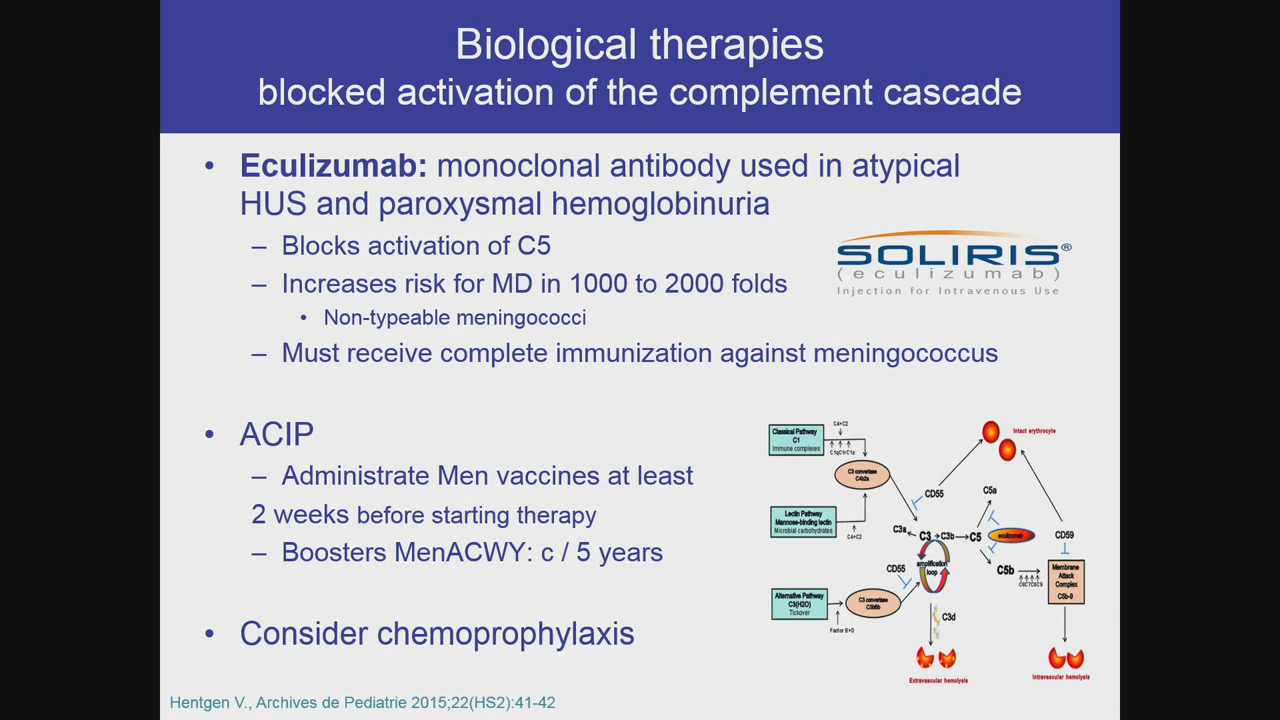 Biological therapies
blocked activation of the complement cascade
• Eculizumab: monoclonal antibody used in atypical
HUS and paroxysmal hemoglobinuria
– Blocks activation of C5
– Increases risk for MD in 1000 to 2000 folds
• Non-typeable meningococci
– Must receive complete immunization against meningococcus
SOLIRIS®
(eculizumab)
Injection for Intravenous Use
• ACIP
– Administrate Men vaccines at least
2 weeks before starting therapy
– Boosters MenACWY: c / 5 years
• Consider chemoprophylaxis
Classical Pathway
C1
Immune complexes
C4+C2
C3 convertase
C4b2a
Intact erythrocyte
CD55
C5a
Lectin Pathway
Mannose-binding lectin
Microbial carbohydrates
C4+C2
C3a
C3
C3b
C5
eculizumab
CD59
amplification
loop
CD55
C5b
Membrane
Attack
Complex
C5b-9
Alternative Pathway
C3(H2O)
Tickover
C3 convertase
Factor B+D
C3d
Extravascular hemolysis
Intravascular hemolysis
Hentgen V., Archives de Pediatrie 2015;22(HS2):41-42